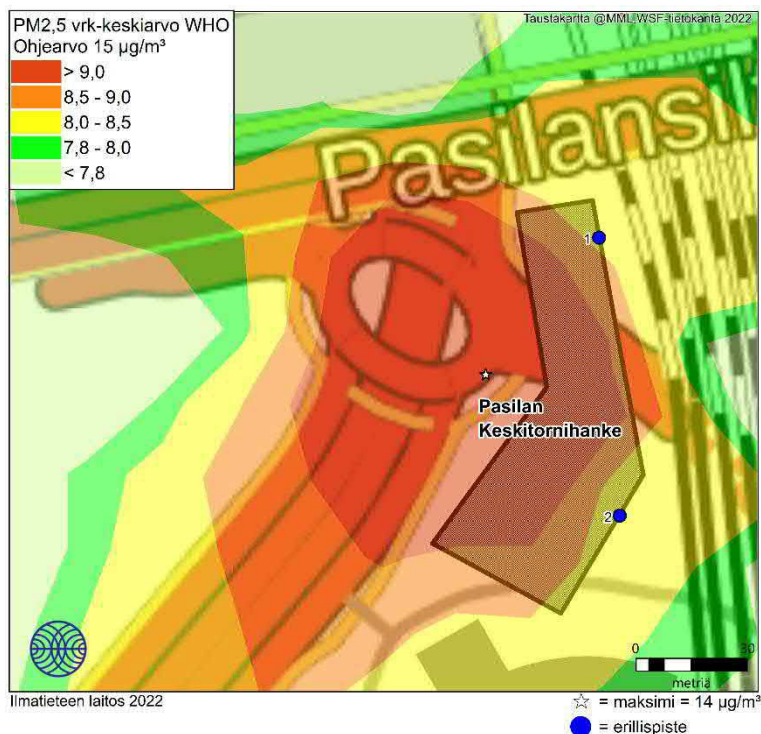 PM2,5 vrk-keskiarvo WHO
Ohjearvo 15 µg/m³
> 9,0
8,5 - 9,0
8,0 - 8,5
7,8 - 8,0
< 7,8
Taustakartta @MML,WSF-tietokanta 2022
Pasilansil
1
Pasilan
Keskitornihanke
2
0
30
metriä
Ilmatieteen laitos 2022
☆ = maksimi = 14 µg/m³
= erillispiste